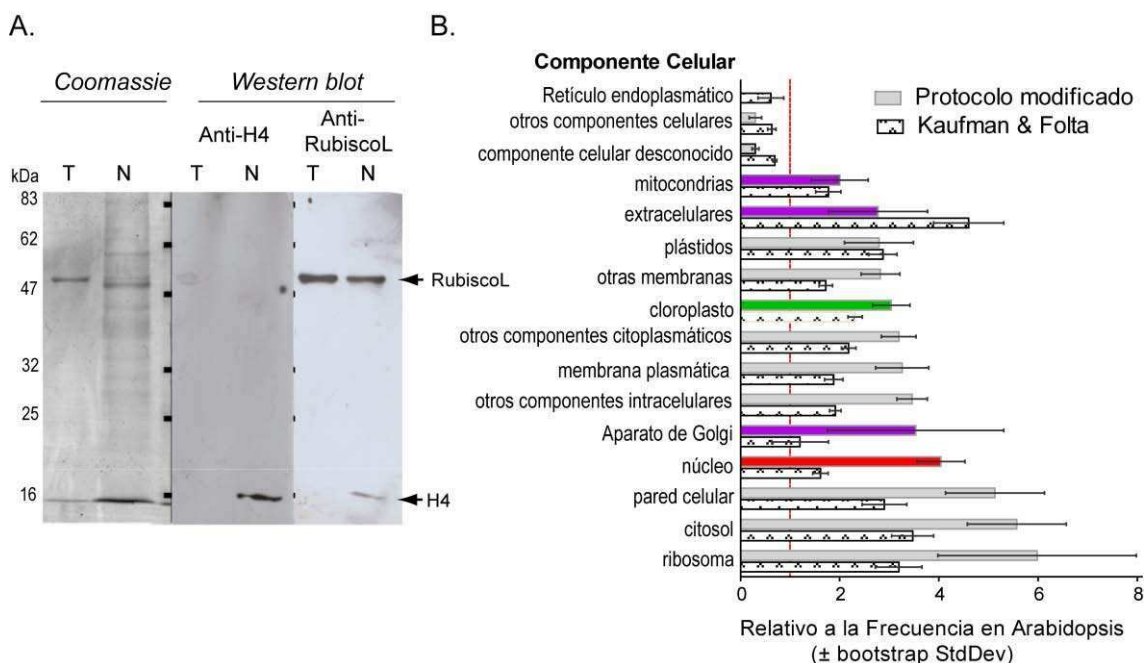 A.
Coomassie
Western blot
Anti-H4
Anti-
RubiscoL
kDa
T
N
T
N
T
N
83
62
47
32
25
16
RubiscoL
H4
B.
Componente Celular
Protocolo modificado
Kaufman & Folta
Retículo endoplasmático
otros componentes celulares
componente celular desconocido
mitocondrias
extracelulares
plástidos
otras membranas
cloroplasto
otros componentes citoplasmáticos
membrana plasmática
otros componentes intracelulares
Aparato de Golgi
núcleo
pared celular
citosol
ribosoma
0
2
4
6
8
Relativo a la Frecuencia en Arabidopsis
(± bootstrap StdDev)